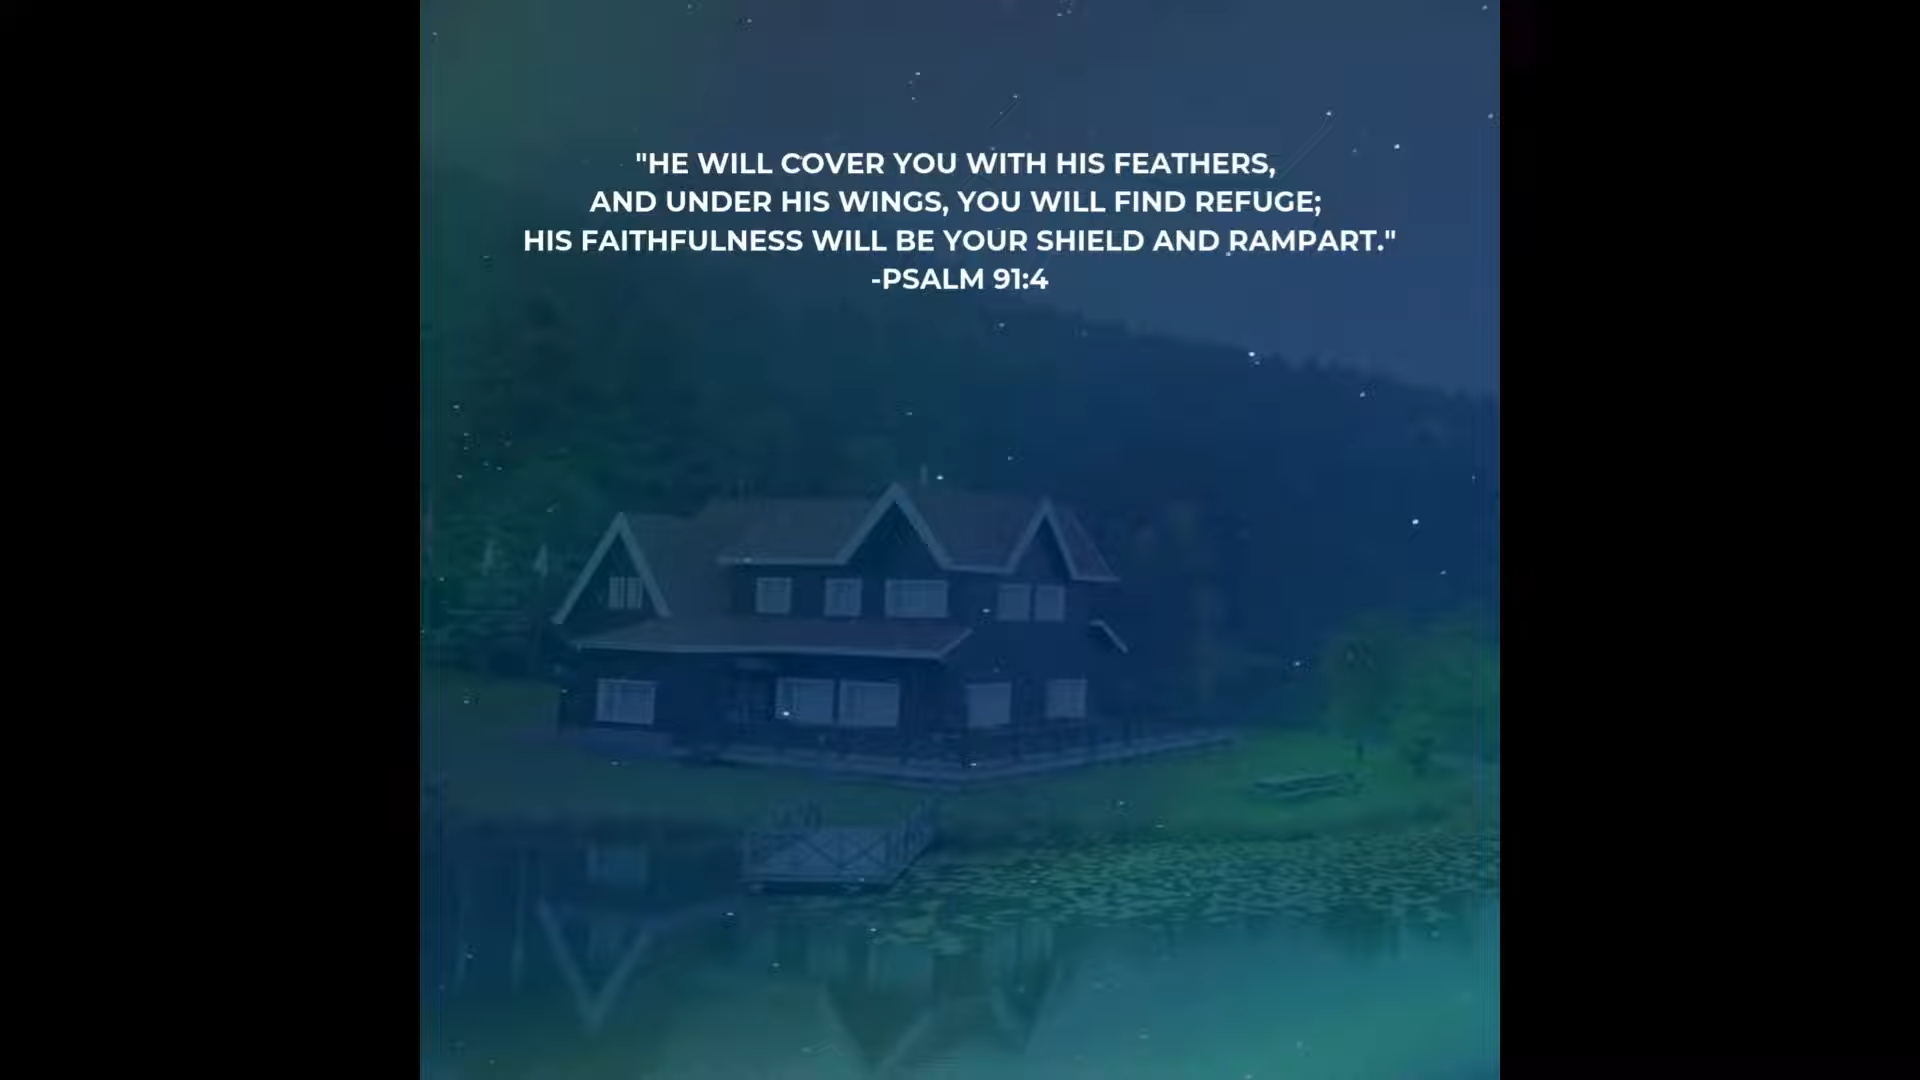 "HE WILL COVER YOU WITH HIS FEATHERS,
AND UNDER HIS WINGS, YOU WILL FIND REFUGE;
HIS FAITHFULNESS WILL BE YOUR SHIELD AND RAMPART."
-PSALM 91:4